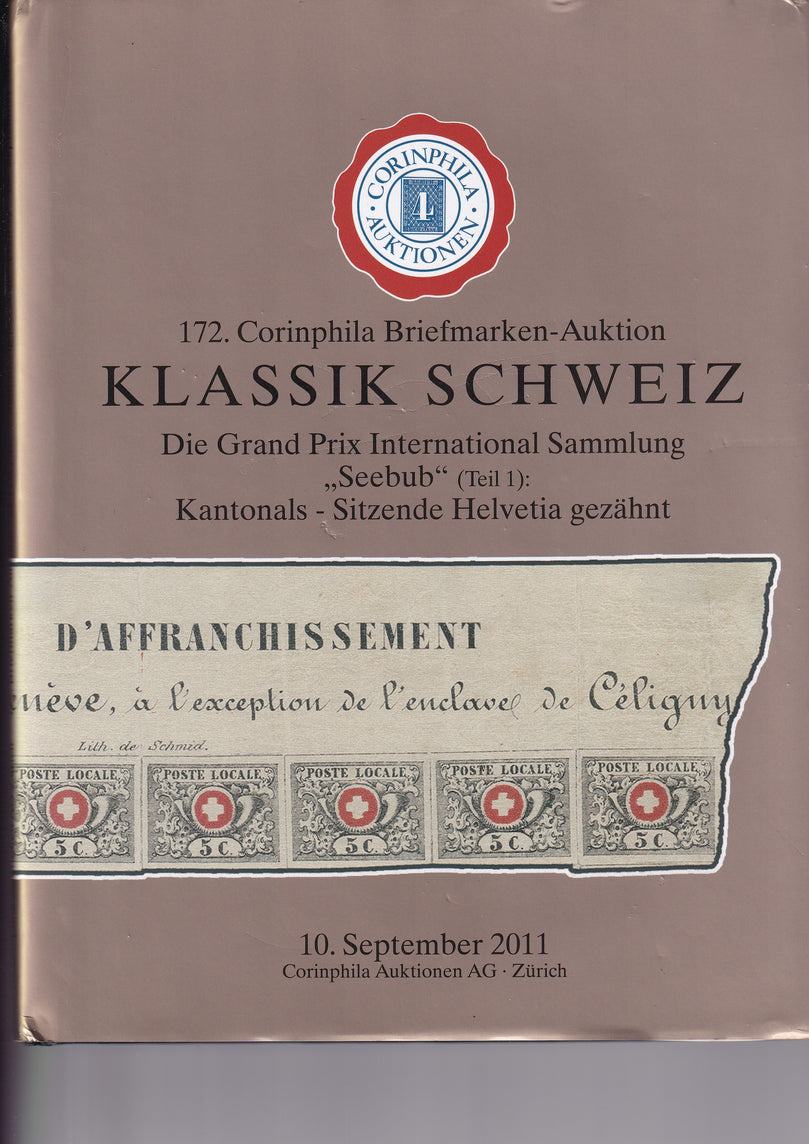 CORINPHILA
4
AUKTIONEN
172. Corinphila Briefmarken-Auktion
KLASSIK SCHWEIZ
Die Grand Prix International Sammlung
„Seebub“ (Teil 1):
Kantonals - Sitzende Helvetia gezähnt
D'AFFRANCHISSEMENT
nève, à l'exception de l'enclave de Céligny
Lith. de Schmid.
POSTE LOCALE POSTE LOCALE POSTE LOCALE POSTE LOCALE POSTE LOCALE
5 C. 5 C. 5 C. 5 C. 5 C.
10. September 2011
Corinphila Auktionen AG · Zürich